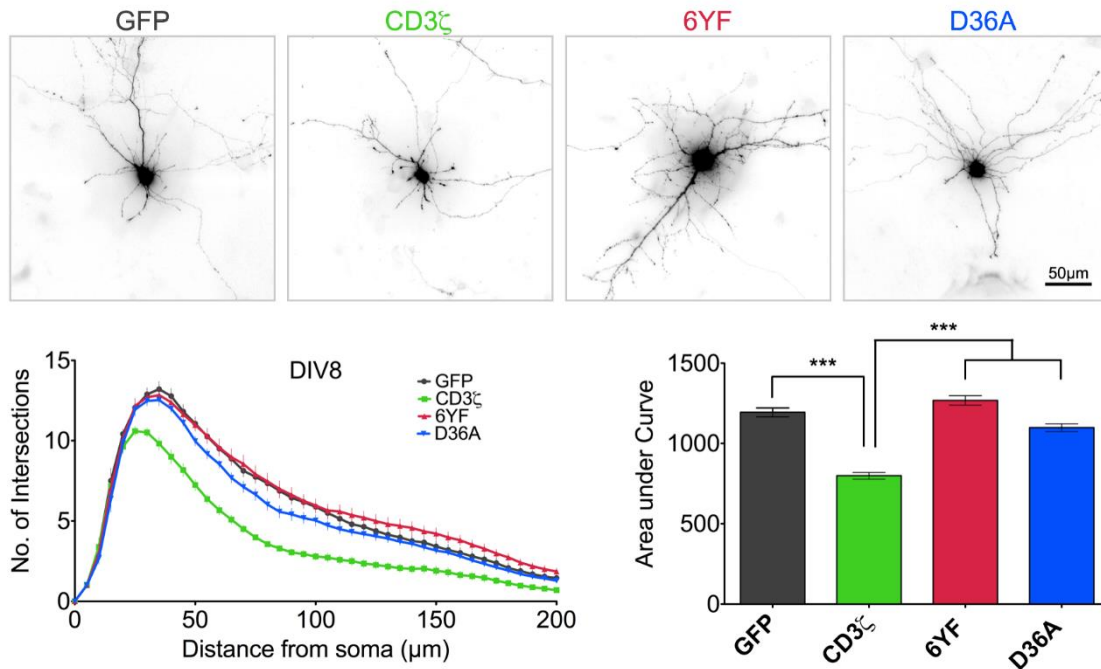 GFP
CD3ζ
6YF
D36A
50µm
DIV8
GFP
CD3ζ
6YF
D36A
15
10
5
0
No. of Intersections
0
50
100
150
200
Distance from soma (µm)
***
***
1500
1000
500
0
Area under Curve
GFP
CD3ζ
6YF
D36A